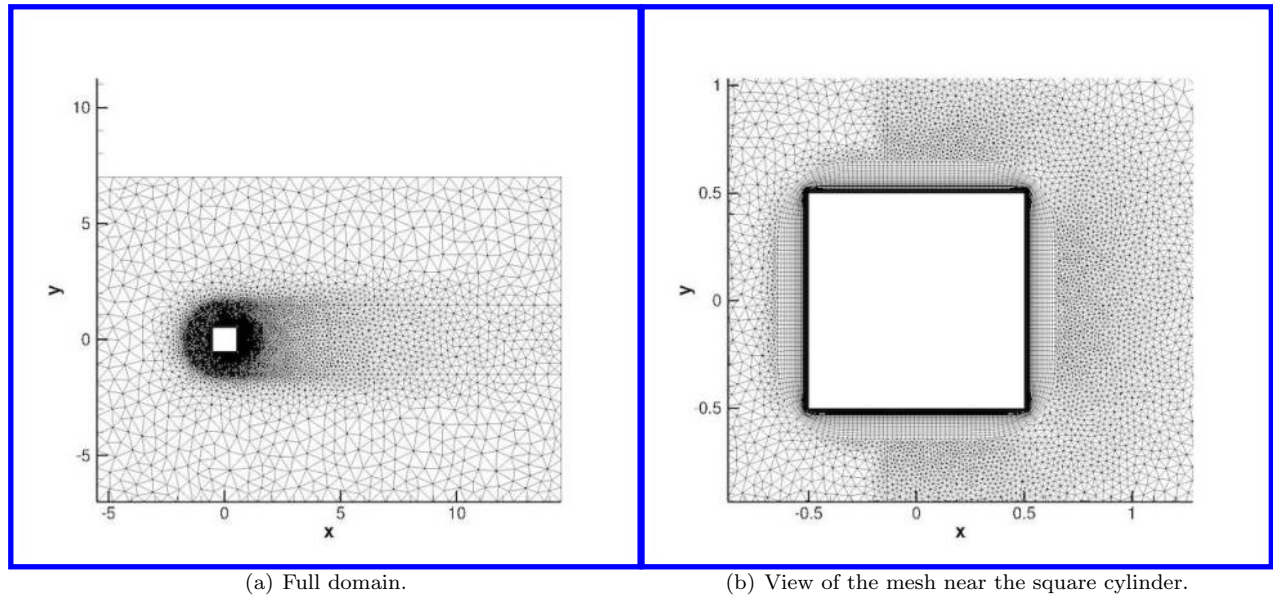 10
5
y
0
-5
-5 0 5 10
x
(a) Full domain.
1
0.5
y
0
-0.5
-0.5 0 0.5 1
x
(b) View of the mesh near the square cylinder.